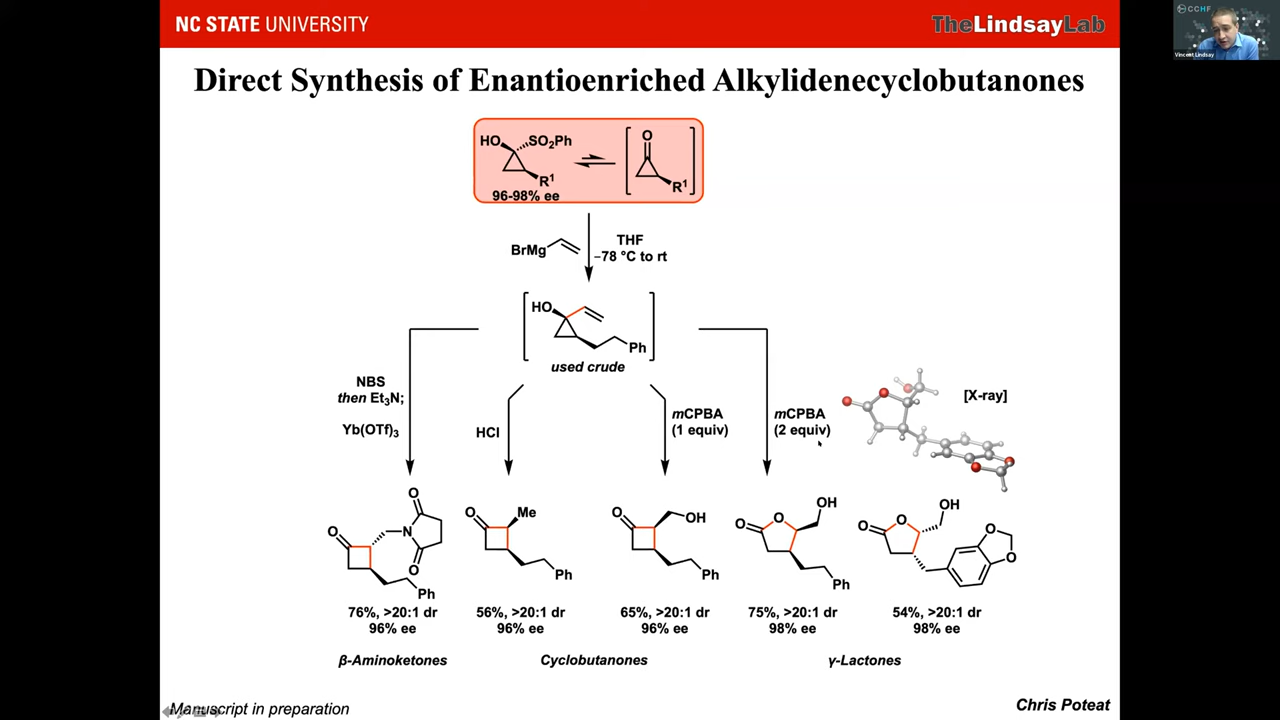 NC STATE UNIVERSITY
TheLindsayLab
CCHF
Vincent Lindsay
Direct Synthesis of Enantioenriched Alkylidenecyclobutanones
HO
SO2Ph
R1
96-98% ee
O
R1
BrMg
THF
–78 °C to rt
HO
Ph
used crude
NBS
then Et3N;
Yb(OTf)3
HCl
mCPBA
(1 equiv)
mCPBA
(2 equiv)
[X-ray]
O
O
N
O
Ph
76%, >20:1 dr
96% ee
O
Me
Ph
56%, >20:1 dr
96% ee
O
OH
Ph
65%, >20:1 dr
96% ee
O
O
OH
Ph
75%, >20:1 dr
98% ee
O
O
OH
O
O
54%, >20:1 dr
98% ee
β-Aminoketones
Cyclobutanones
γ-Lactones
Manuscript in preparation
Chris Poteat